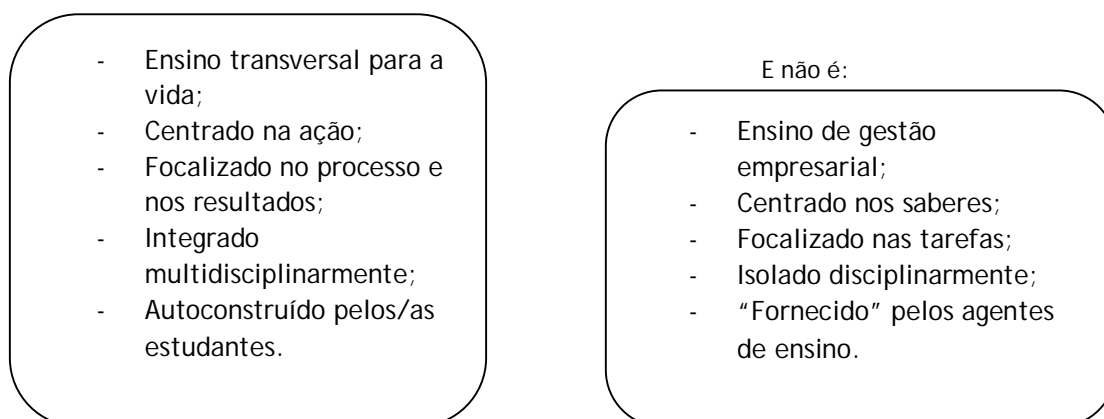 - Ensino transversal para a
vida;
- Centrado na ação;
- Focalizado no processo e
nos resultados;
- Integrado
multidisciplinarmente;
- Autoconstruído pelos/as
estudantes.
E não é:
- Ensino de gestão
empresarial;
- Centrado nos saberes;
- Focalizado nas tarefas;
- Isolado disciplinarmente;
- “Fornecido” pelos agentes
de ensino.